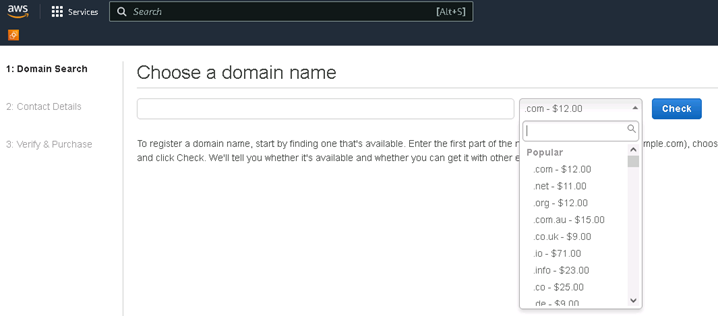 aws
Services
Search
[Alt+S]
1: Domain Search
2: Contact Details
3: Verify & Purchase
Choose a domain name
.com - $12.00
Check
To register a domain name, start by finding one that's available. Enter the first part of the mple.com), choos
and click Check. We'll tell you whether it's available and whether you can get it with other e
Popular
.com - $12.00
.net - $11.00
.org - $12.00
.com.au - $15.00
.co.uk - $9.00
.io - $71.00
.info - $23.00
.co - $25.00
.de - $9.00